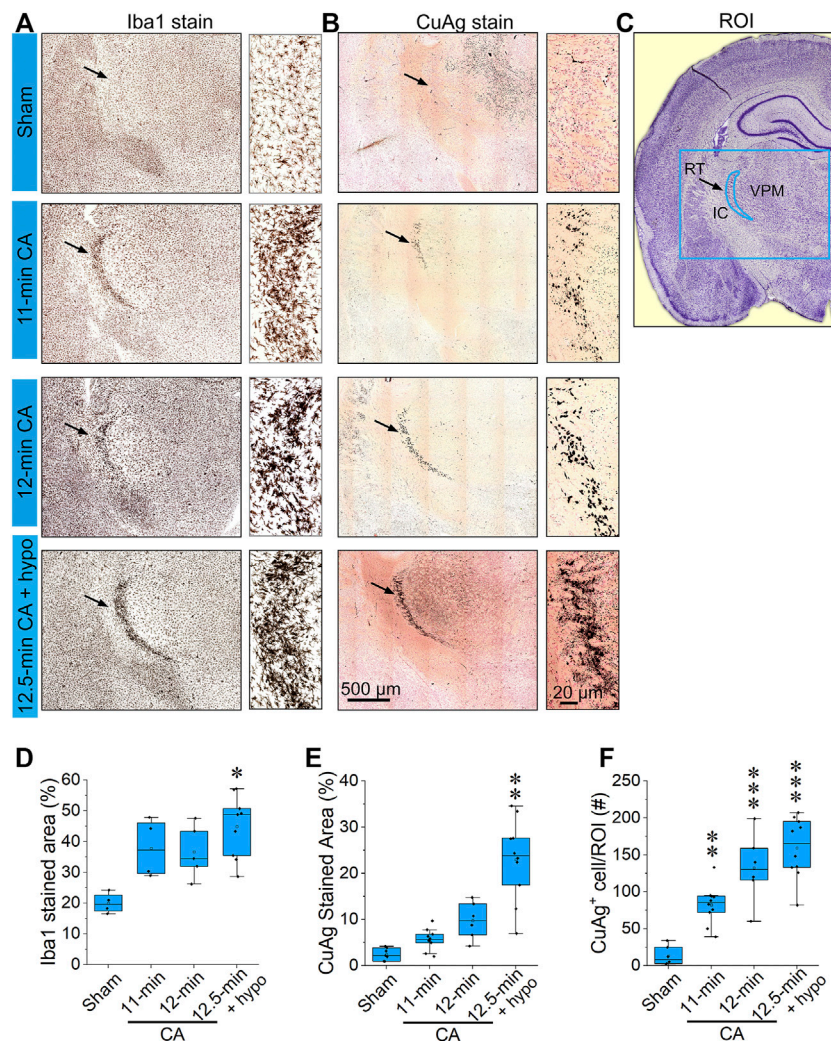 A Iba1 stain
B CuAg stain
C ROI
Sham
11-min CA
12-min CA
12.5-min CA + hypo
RT
VPM
IC
500 µm
20 µm
D
Iba1 stained area (%)
60
50
40
30
20
10
0
*
Sham
11-min
12-min
12.5-min
+ hypo
CA
E
CuAg Stained Area (%)
40
30
20
10
0
**
Sham
11-min
12-min
12.5-min
+ hypo
CA
F
CuAg+ cell/ROI (#)
250
200
150
100
50
0
**
***
***
Sham
11-min
12-min
12.5-min
+ hypo
CA